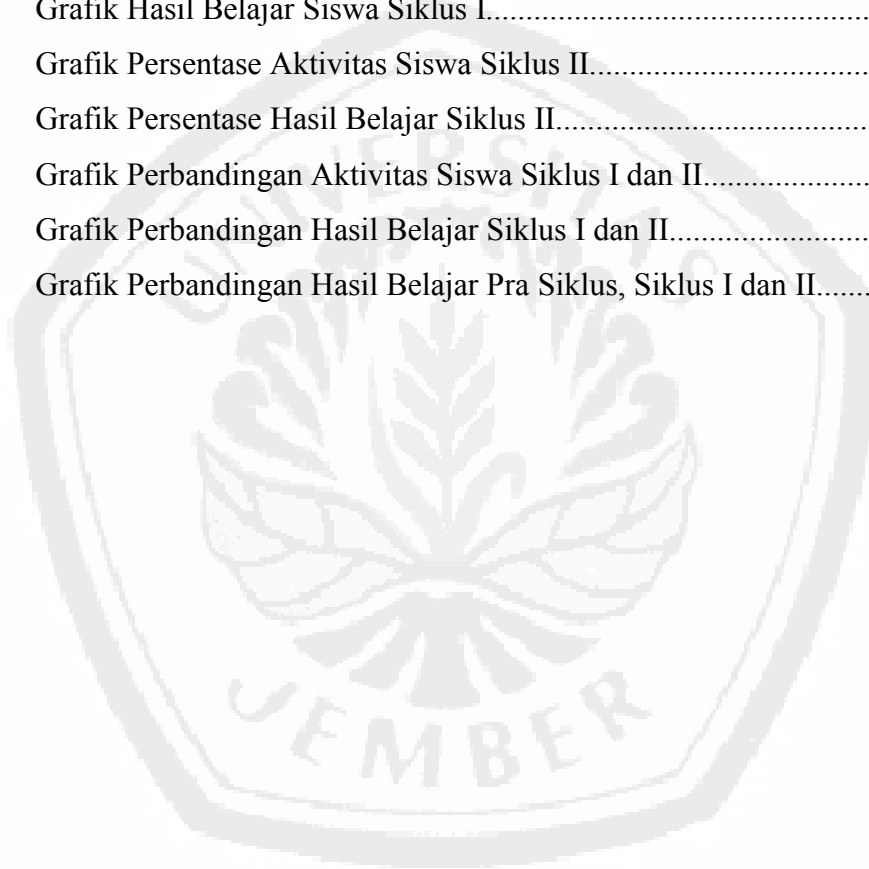 Grafik Hasil Belajar Siswa Siklus I...............................................
Grafik Persentase Aktivitas Siswa Siklus II..................................
Grafik Persentase Hasil Belajar Siklus II......................................
Grafik Perbandingan Aktivitas Siswa Siklus I dan II....................
Grafik Perbandingan Hasil Belajar Siklus I dan II........................
Grafik Perbandingan Hasil Belajar Pra Siklus, Siklus I dan II.......
UNIVERSITAS
JEMBER